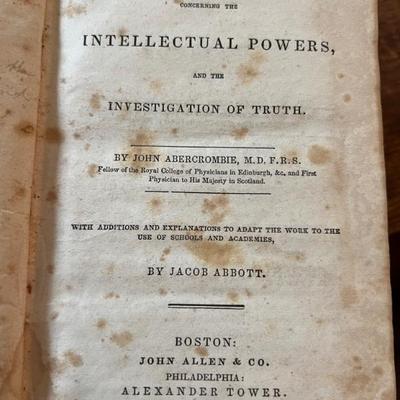 CONCERNING THE
INTELLECTUAL POWERS,
AND THE
INVESTIGATION OF TRUTH.
BY JOHN ABERCROMBIE, M.D. F.R.S.
Fellow of the Royal College of Physicians in Edinburgh, &c, and First
Physician to His Majesty in Scotland.
WITH ADDITIONS AND EXPLANATIONS TO ADAPT THE WORK TO THE
USE OF SCHOOLS AND ACADEMIES,
BY JACOB ABBOTT.
BOSTON:
JOHN ALLEN & CO.
PHILADELPHIA:
ALEXANDER TOWER.